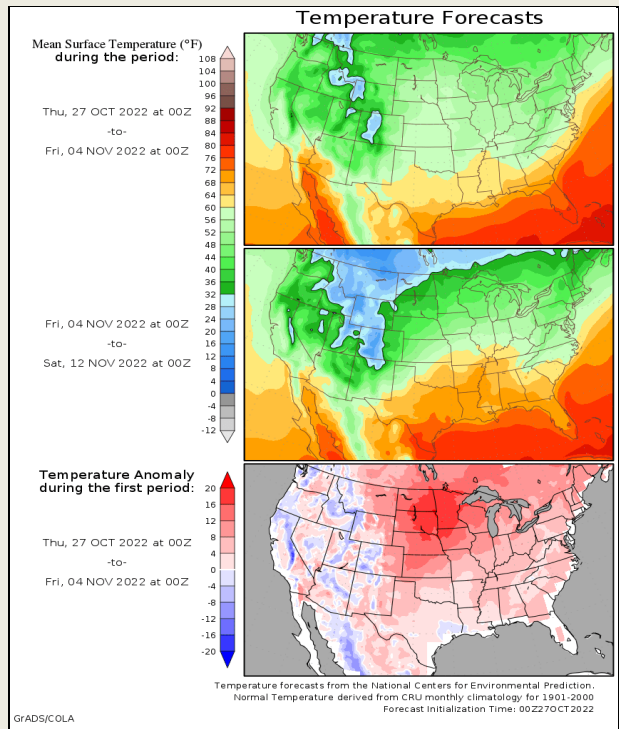 Temperature Forecasts
Mean Surface Temperature (°F)
during the period:
Thu, 27 OCT 2022 at 00Z
-to-
Fri, 04 NOV 2022 at 00Z
108
104
100
96
92
88
84
80
76
72
68
64
60
56
52
48
44
40
36
32
28
24
20
16
12
8
4
0
-4
-8
-12
Fri, 04 NOV 2022 at 00Z
-to-
Sat, 12 NOV 2022 at 00Z
Temperature Anomaly
during the first period:
Thu, 27 OCT 2022 at 00Z
-to-
Fri, 04 NOV 2022 at 00Z
20
16
12
8
4
0
-4
-8
-12
-16
-20
Temperature forecasts from the National Centers for Environmental Prediction.
Normal Temperature derived from CRU monthly climatology for 1901-2000
Forecast Initialization Time: 00Z27OCT2022
GrADS/COLA